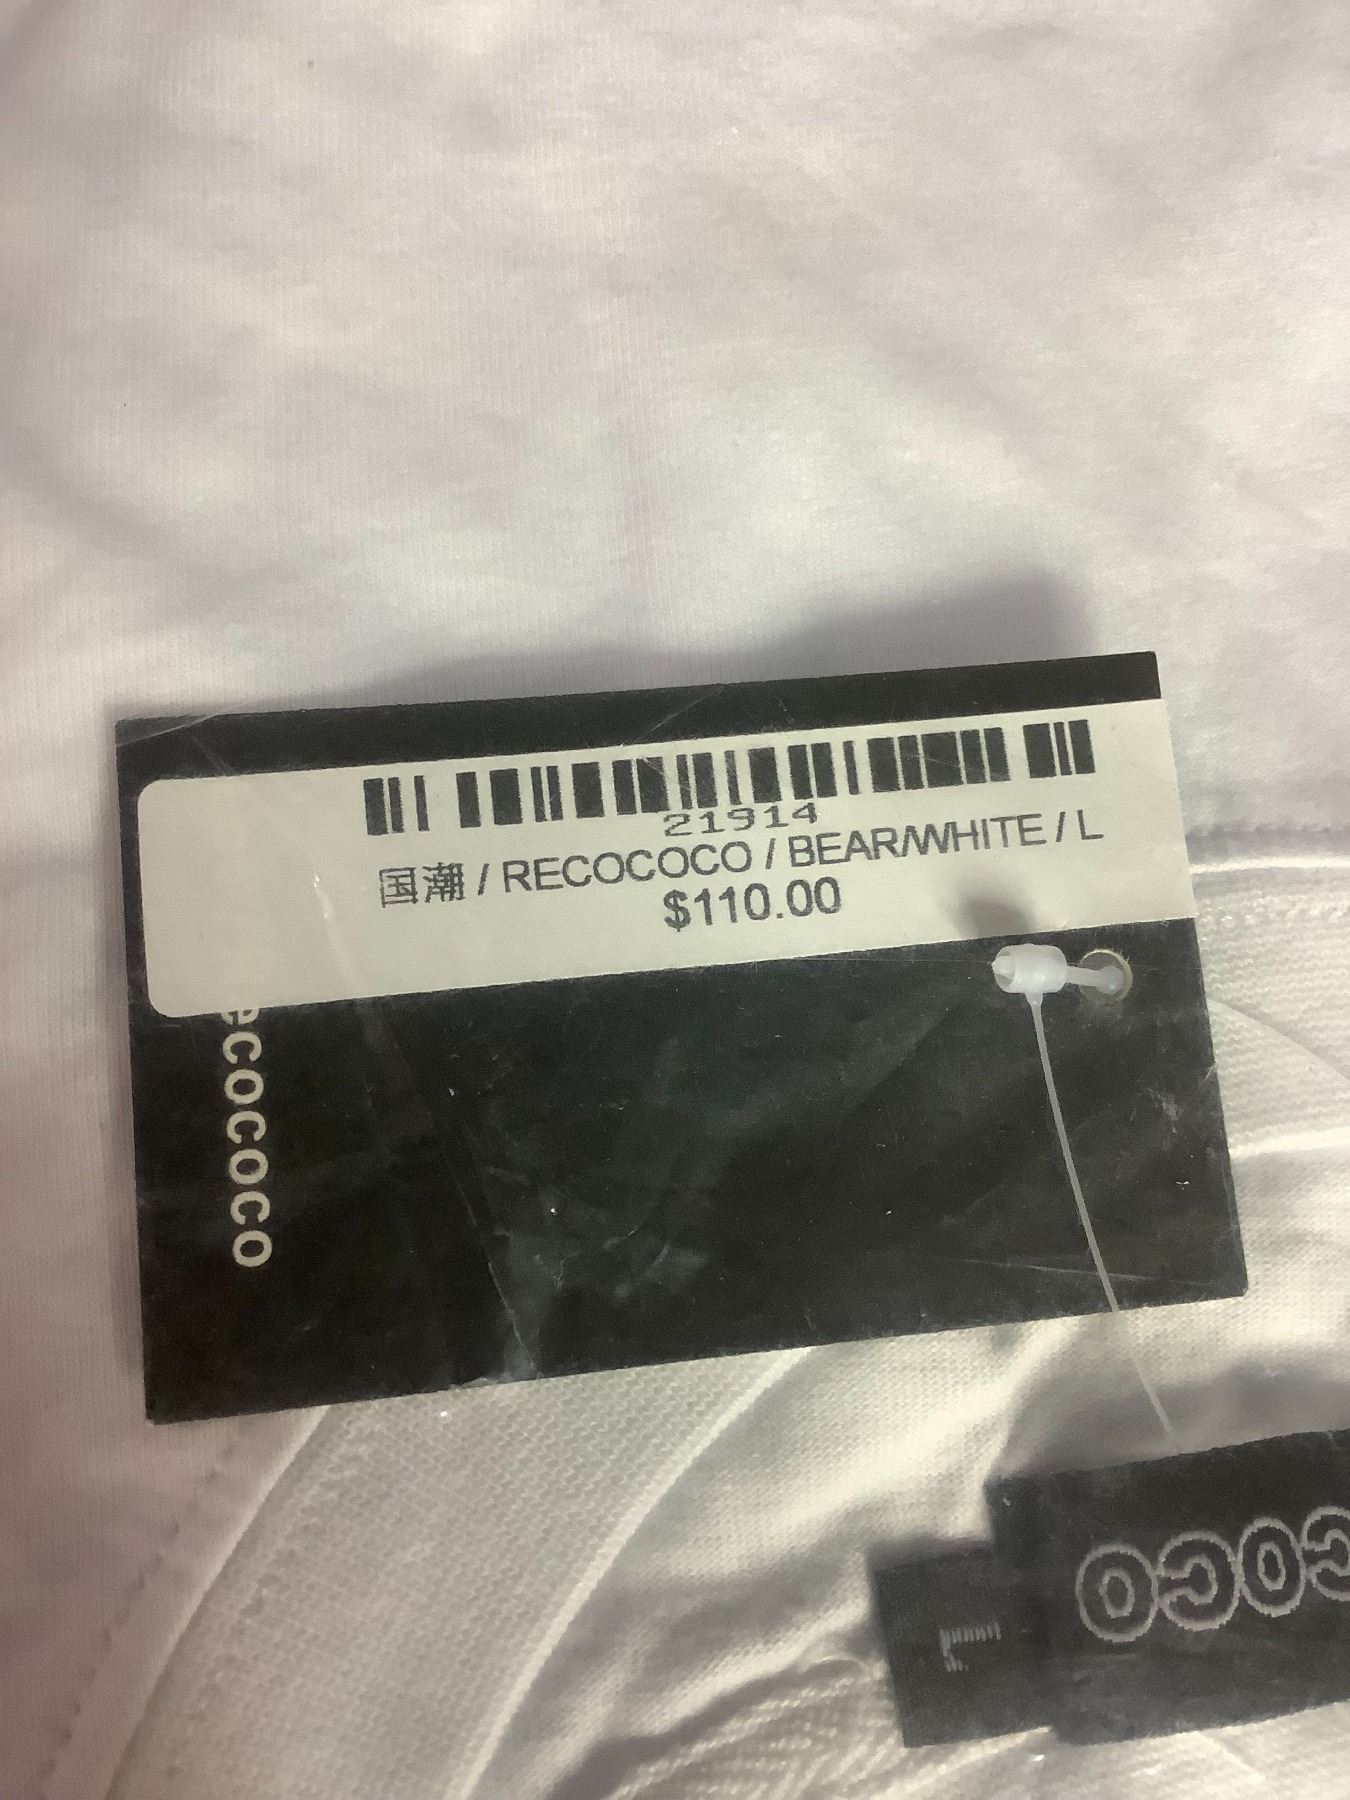 21914
国潮 / RECOCOCO / BEAR/WHITE / L
$110.00
ecococo
COCO
L